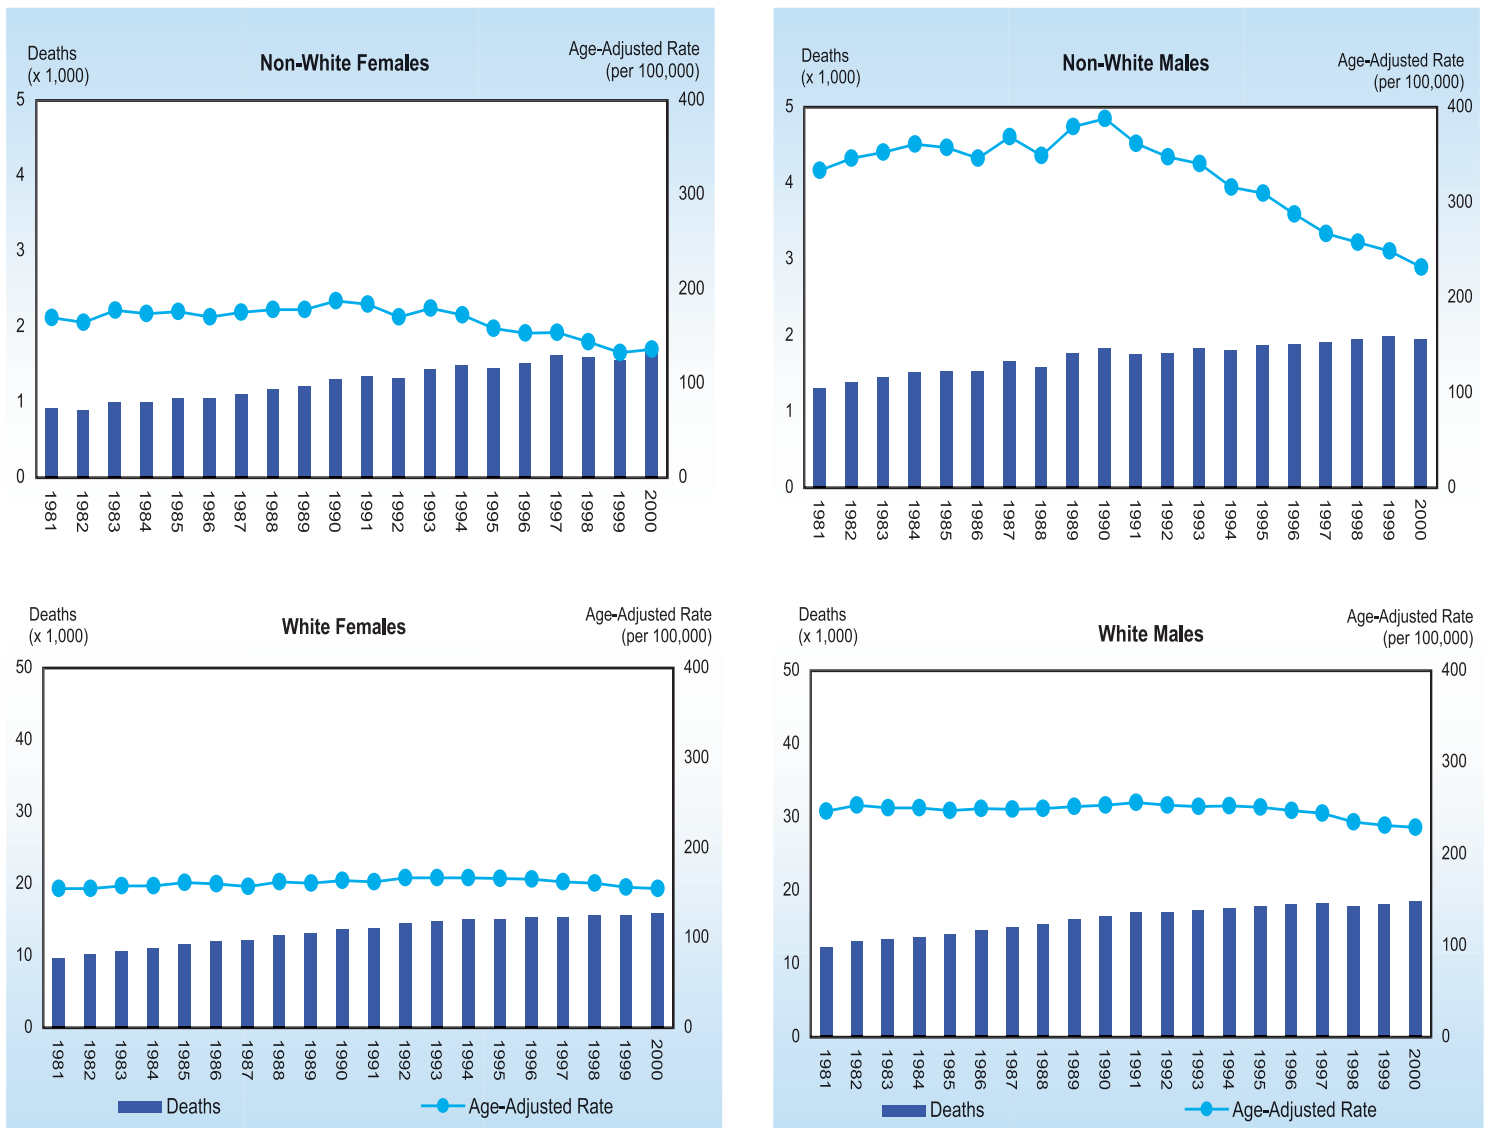 Deaths
(x 1,000)
Non-White Females
Age-Adjusted Rate
(per 100,000)
5
4
3
2
1
0
400
300
200
100
0
1981 1982 1983 1984 1985 1986 1987 1988 1989 1990 1991 1992 1993 1994 1995 1996 1997 1998 1999 2000
Deaths
(x 1,000)
Non-White Males
Age-Adjusted Rate
(per 100,000)
5
4
3
2
1
0
400
300
200
100
0
1981 1982 1983 1984 1985 1986 1987 1988 1989 1990 1991 1992 1993 1994 1995 1996 1997 1998 1999 2000
Deaths
(x 1,000)
White Females
Age-Adjusted Rate
(per 100,000)
50
40
30
20
10
0
400
300
200
100
0
1981 1982 1983 1984 1985 1986 1987 1988 1989 1990 1991 1992 1993 1994 1995 1996 1997 1998 1999 2000
Deaths
Age-Adjusted Rate
Deaths
(x 1,000)
White Males
Age-Adjusted Rate
(per 100,000)
50
40
30
20
10
0
400
300
200
100
0
1981 1982 1983 1984 1985 1986 1987 1988 1989 1990 1991 1992 1993 1994 1995 1996 1997 1998 1999 2000
Deaths
Age-Adjusted Rate